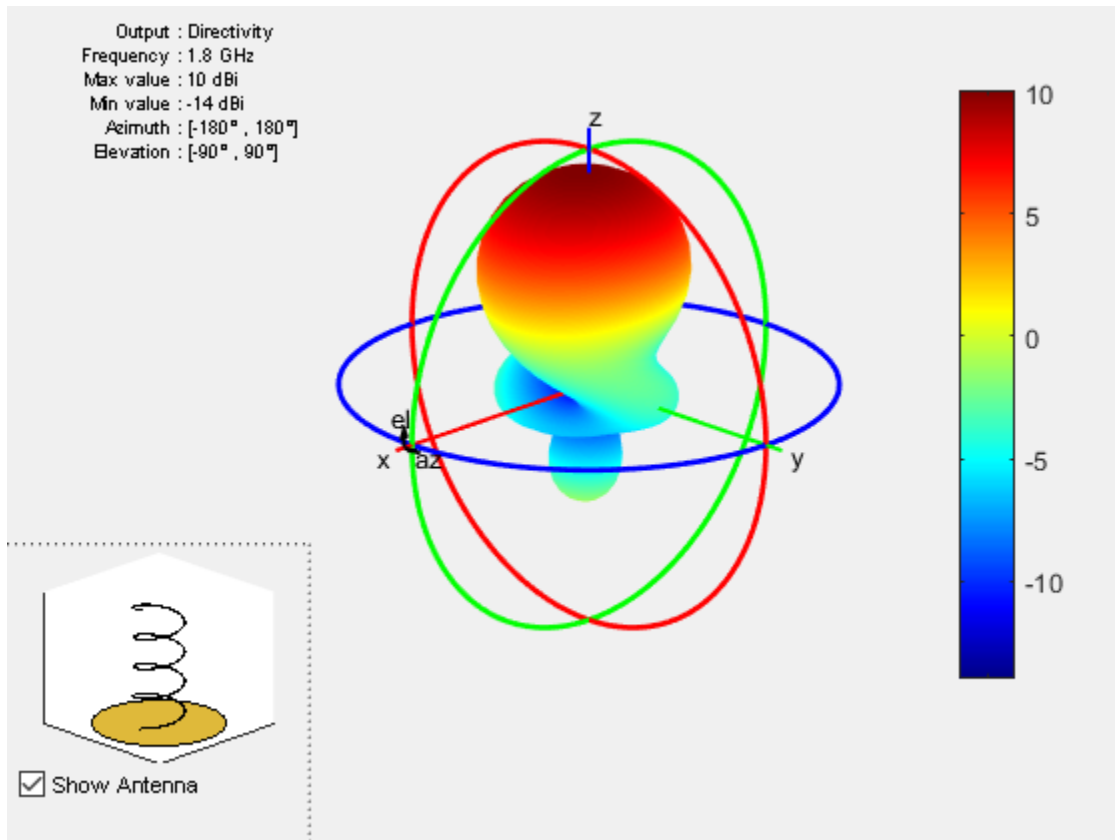 Output : Directivity
Frequency : 1.8 GHz
Max value : 10 dBi
Min value : -14 dBi
Azimuth : [-180° , 180°]
Elevation : [-90° , 90°]
z
10
5
0
-5
-10
el
x
az
y
Show Antenna